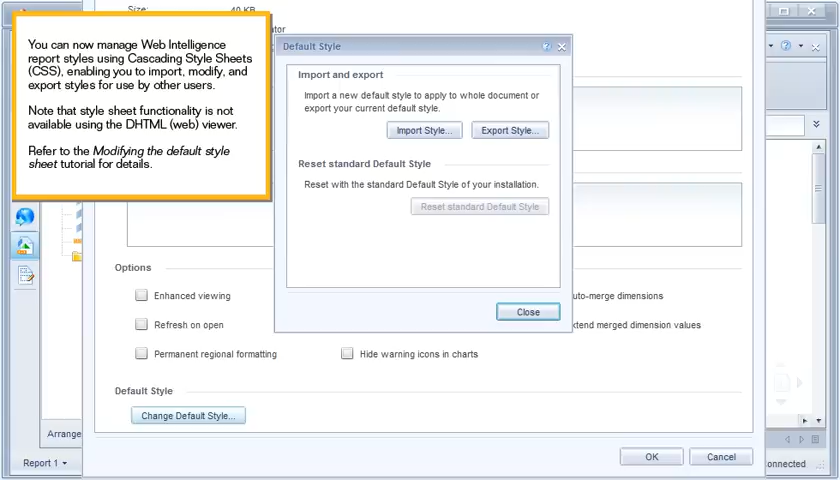 Size: 40 KB
You can now manage Web Intelligence
report styles using Cascading Style Sheets
(CSS), enabling you to import, modify, and
export styles for use by other users.
Note that style sheet functionality is not
available using the DHTML (web) viewer.
Refer to the Modifying the default style
sheet tutorial for details.
Default Style
Import and export
Import a new default style to apply to whole document or
export your current default style.
Import Style... Export Style...
Reset standard Default Style
Reset with the standard Default Style of your installation.
Reset standard Default Style
Close
Options
Enhanced viewing uto-merge dimensions
Refresh on open xtend merged dimension values
Permanent regional formatting Hide warning icons in charts
Default Style
Change Default Style...
Arrange
OK Cancel
Report 1 onnected